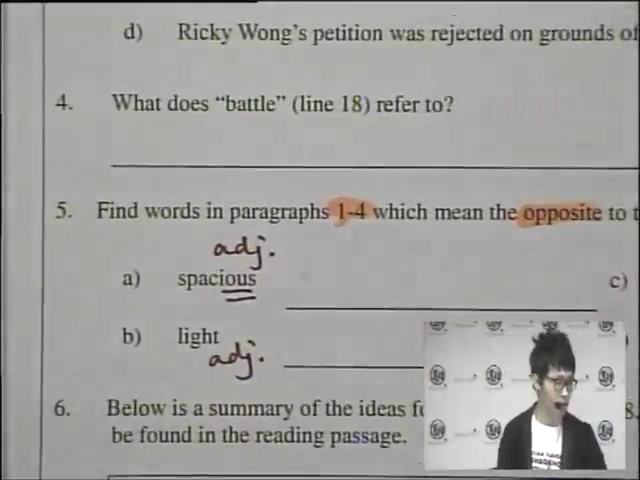 d) Ricky Wong's petition was rejected on grounds of
4. What does "battle" (line 18) refer to?
5. Find words in paragraphs 1-4 which mean the opposite to t
adj.
a) spacious
c)
b) light
adj.
6. Below is a summary of the ideas fo
8.
be found in the reading passage.